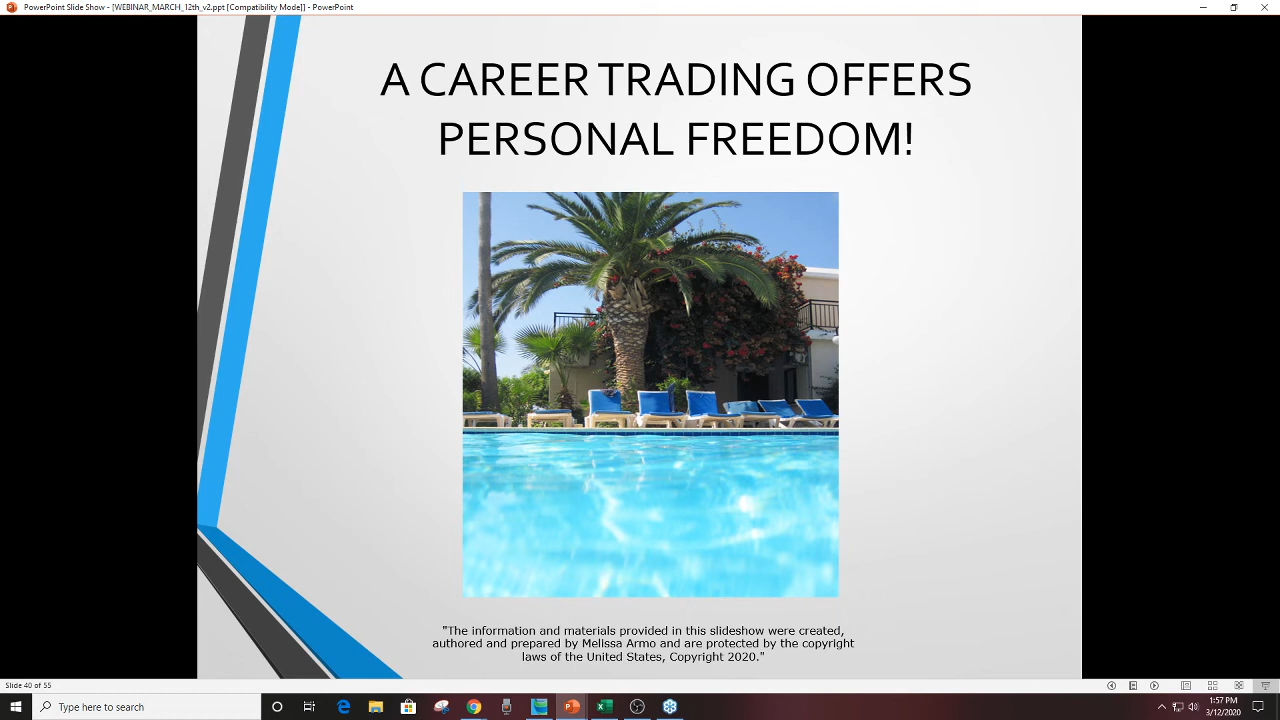 PowerPoint Slide Show - [WEBINAR_MARCH_12th_v2.ppt [Compatibility Mode]] - PowerPoint
A CAREER TRADING OFFERS
PERSONAL FREEDOM!
"The information and materials provided in this slideshow were created,
authored and prepared by Melissa Armo and are protected by the copyright
laws of the United States, Copyright 2020."
Slide 40 of 55
Type here to search
1:57 PM
3/12/2020